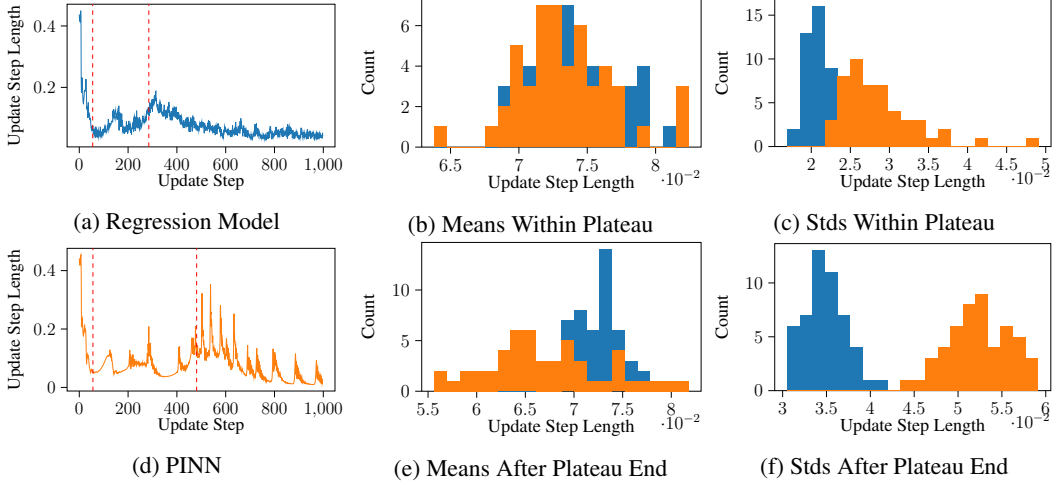 0.4
0.2
Update Step Length
0 200 400 600 800 1,000
Update Step
(a) Regression Model
6
4
2
0
Count
6.5 7 7.5 8
·10−2
Update Step Length
(b) Means Within Plateau
15
10
5
0
Count
2 2.5 3 3.5 4 4.5 5
·10−2
Update Step Length
(c) Stds Within Plateau
0.4
0.2
0
Update Step Length
0 200 400 600 800 1,000
Update Step
(d) PINN
10
5
0
Count
5.5 6 6.5 7 7.5 8
·10−2
Update Step Length
(e) Means After Plateau End
10
5
0
Count
3 3.5 4 4.5 5 5.5 6
·10−2
Update Step Length
(f) Stds After Plateau End